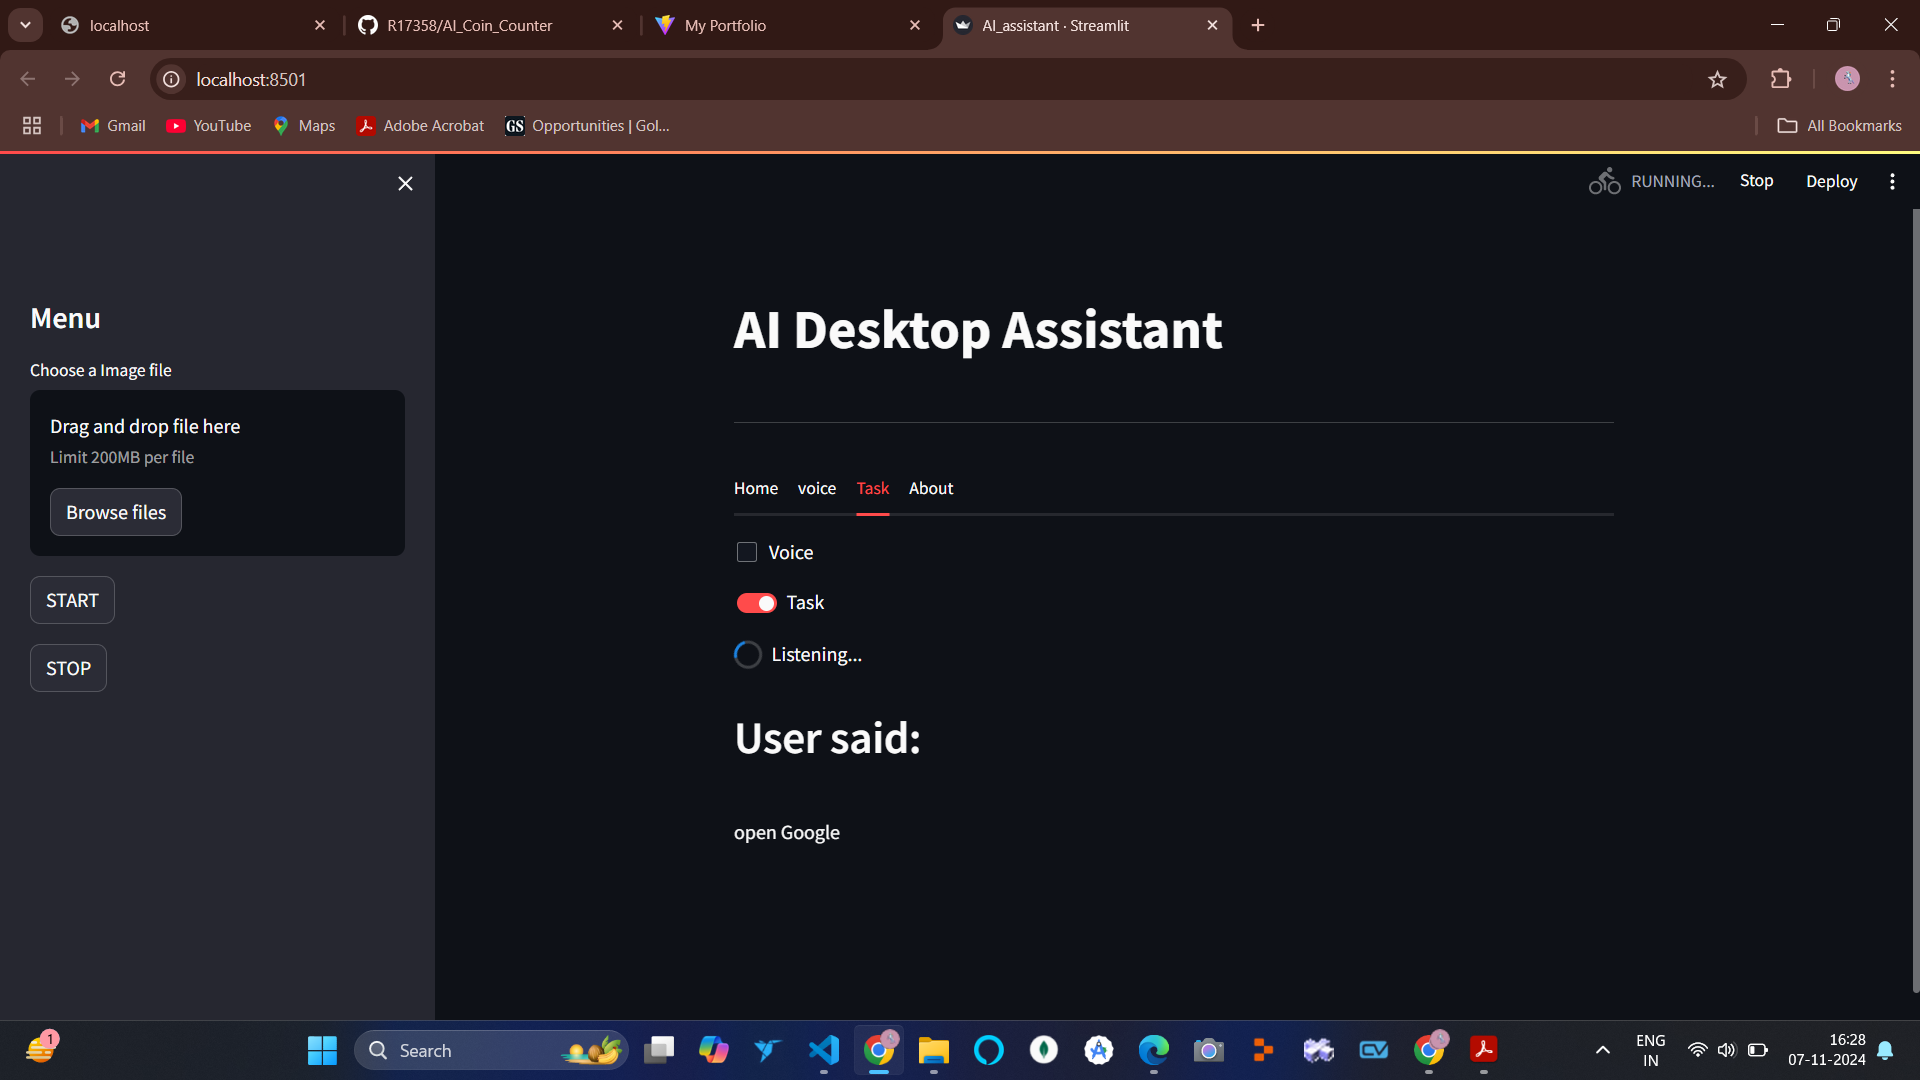 localhost
R17358/AI_Coin_Counter
My Portfolio
AI_assistant · Streamlit
localhost:8501
Gmail
YouTube
Maps
Adobe Acrobat
GS
Opportunities | Gol...
All Bookmarks
RUNNING...
Stop
Deploy
Menu
Choose a Image file
Drag and drop file here
Limit 200MB per file
Browse files
START
STOP
AI Desktop Assistant
Home
voice
Task
About
Voice
Task
Listening...
User said:
open Google
1
Search
CV
ENG
IN
16:28
07-11-2024